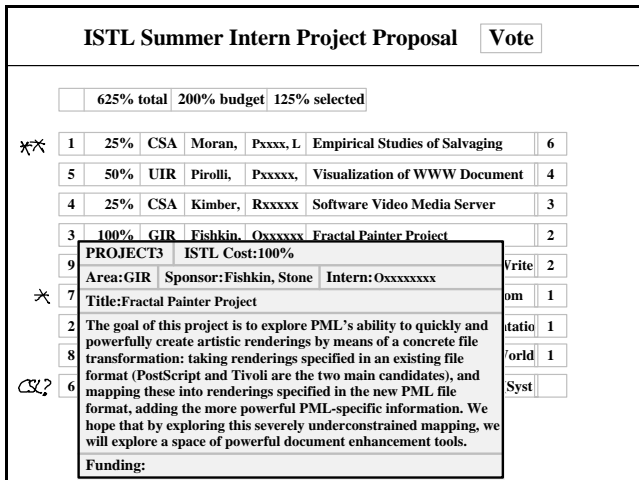 ISTL Summer Intern Project Proposal Vote
625% total 200% budget 125% selected
** 1 25% CSA Moran, Pxxxx, L Empirical Studies of Salvaging 6
5 50% UIR Pirolli, Pxxxxx, Visualization of WWW Document 4
4 25% CSA Kimber, Rxxxxx Software Video Media Server 3
3 100% GIR Fishkin, Oxxxxxx Fractal Painter Project 2
9 Write 2
* 7 om 1
2 ntatio 1
8 World 1
CSL? 6 Syst
PROJECT3 ISTL Cost:100%
Area:GIR Sponsor:Fishkin, Stone Intern:Oxxxxxxxx
Title:Fractal Painter Project
The goal of this project is to explore PML's ability to quickly and
powerfully create artistic renderings by means of a concrete file
transformation: taking renderings specified in an existing file
format (PostScript and Tivoli are the two main candidates), and
mapping these into renderings specified in the new PML file
format, adding the more powerful PML-specific information. We
hope that by exploring this severely underconstrained mapping, we
will explore a space of powerful document enhancement tools.
Funding: